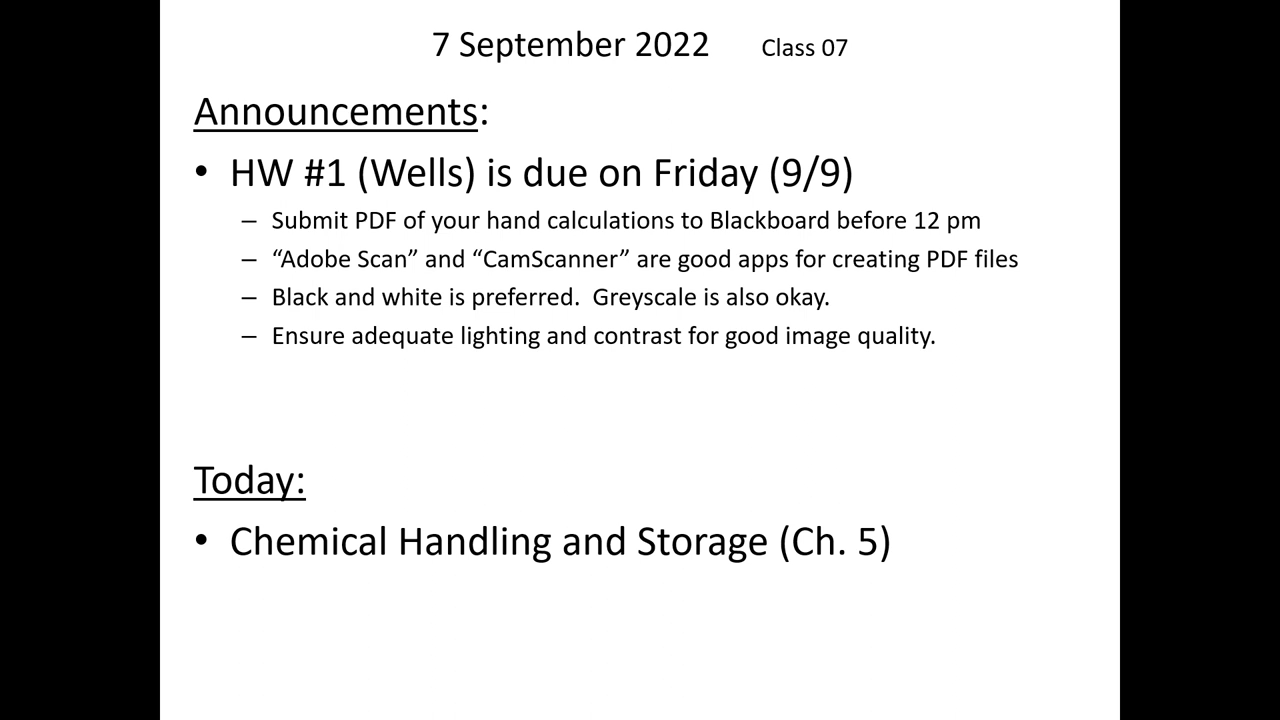 7 September 2022 Class 07
Announcements:
• HW #1 (Wells) is due on Friday (9/9)
– Submit PDF of your hand calculations to Blackboard before 12 pm
– “Adobe Scan” and “CamScanner” are good apps for creating PDF files
– Black and white is preferred.  Greyscale is also okay.
– Ensure adequate lighting and contrast for good image quality.
Today:
• Chemical Handling and Storage (Ch. 5)